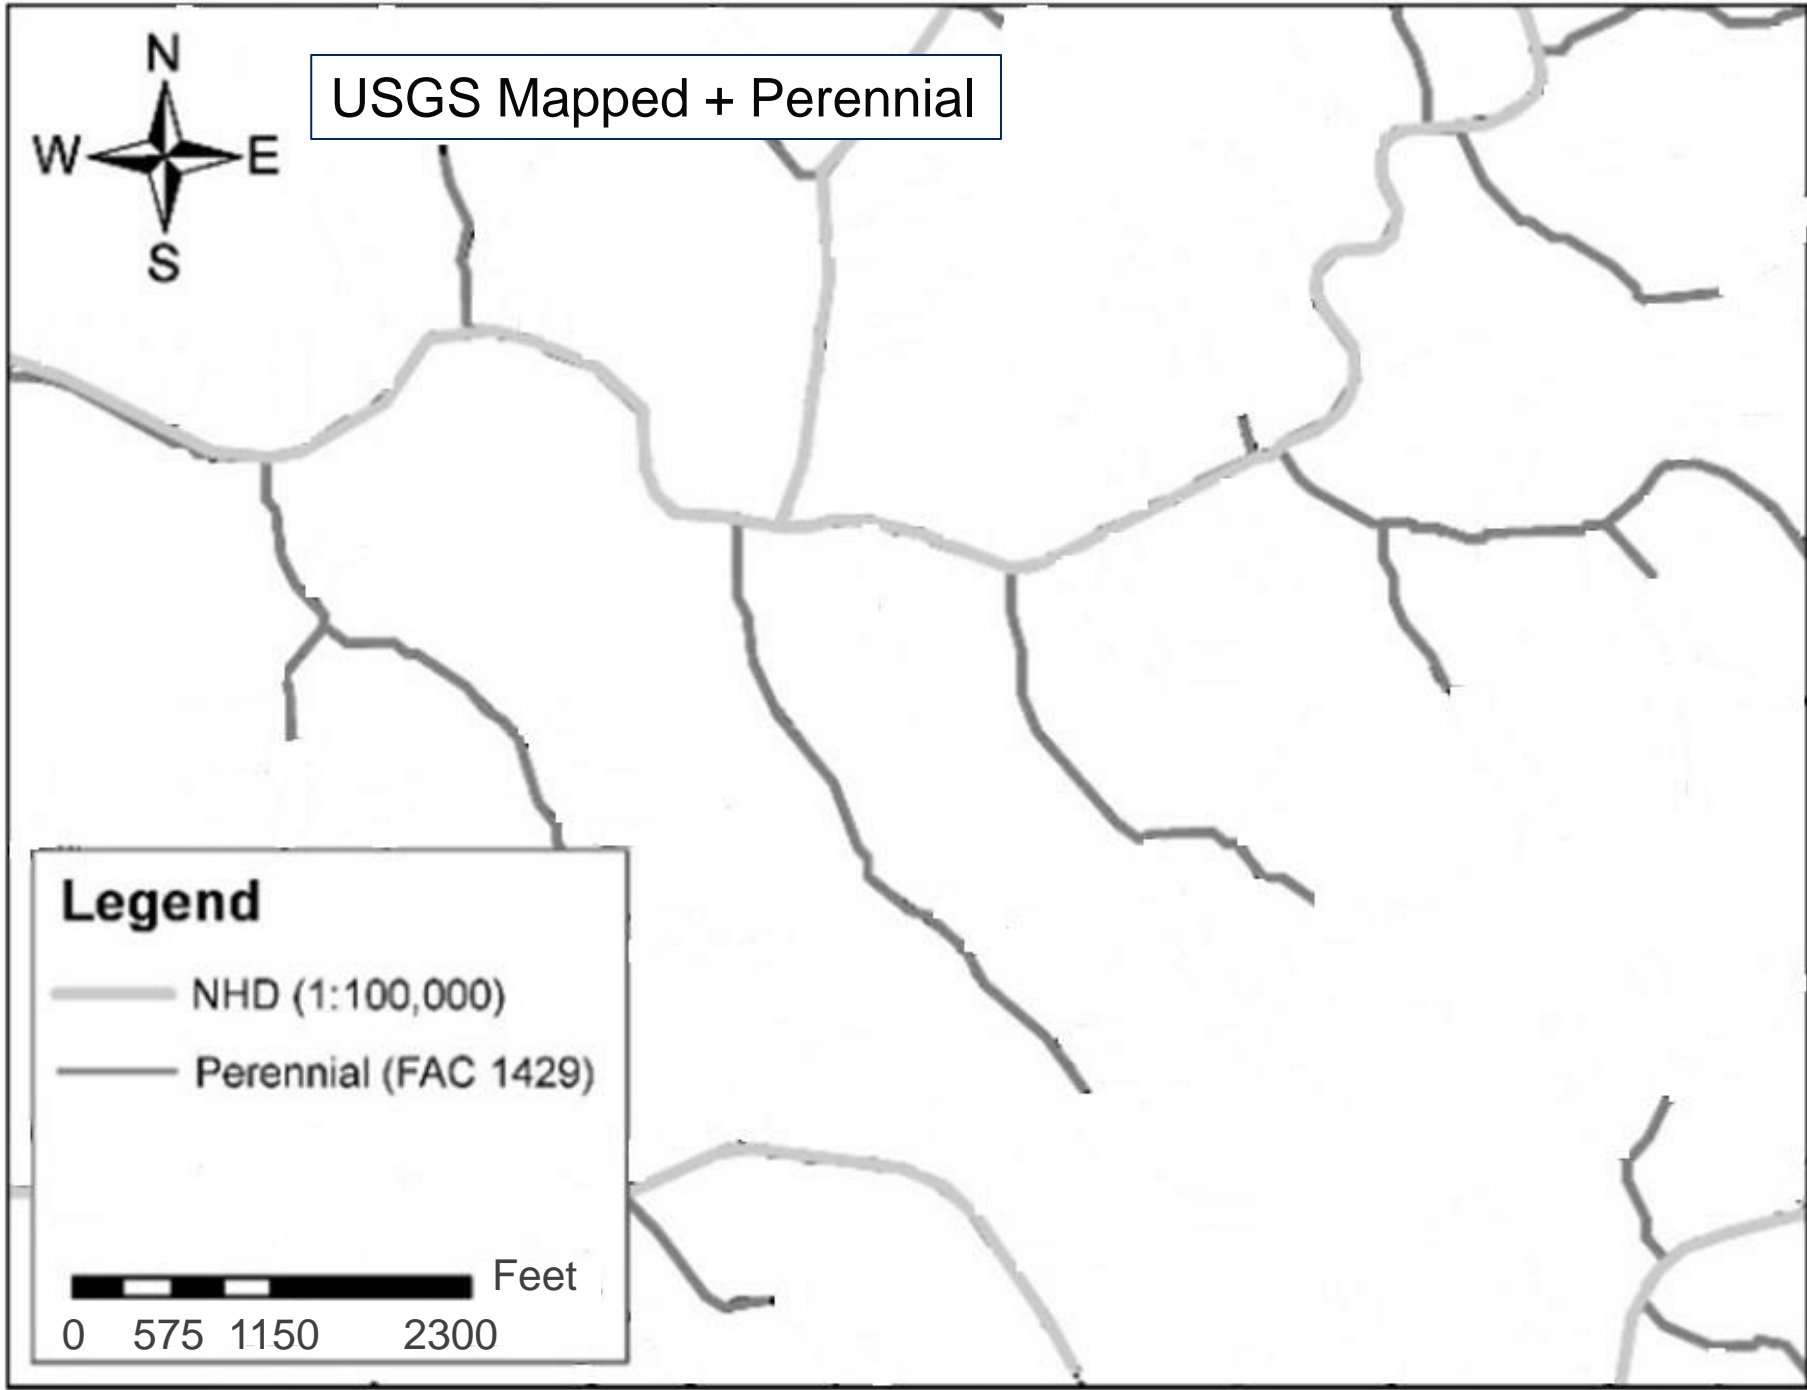 N
USGS Mapped + Perennial
W E
S
Legend
NHD (1:100,000)
Perennial (FAC 1429)
Feet
0 575 1150 2300